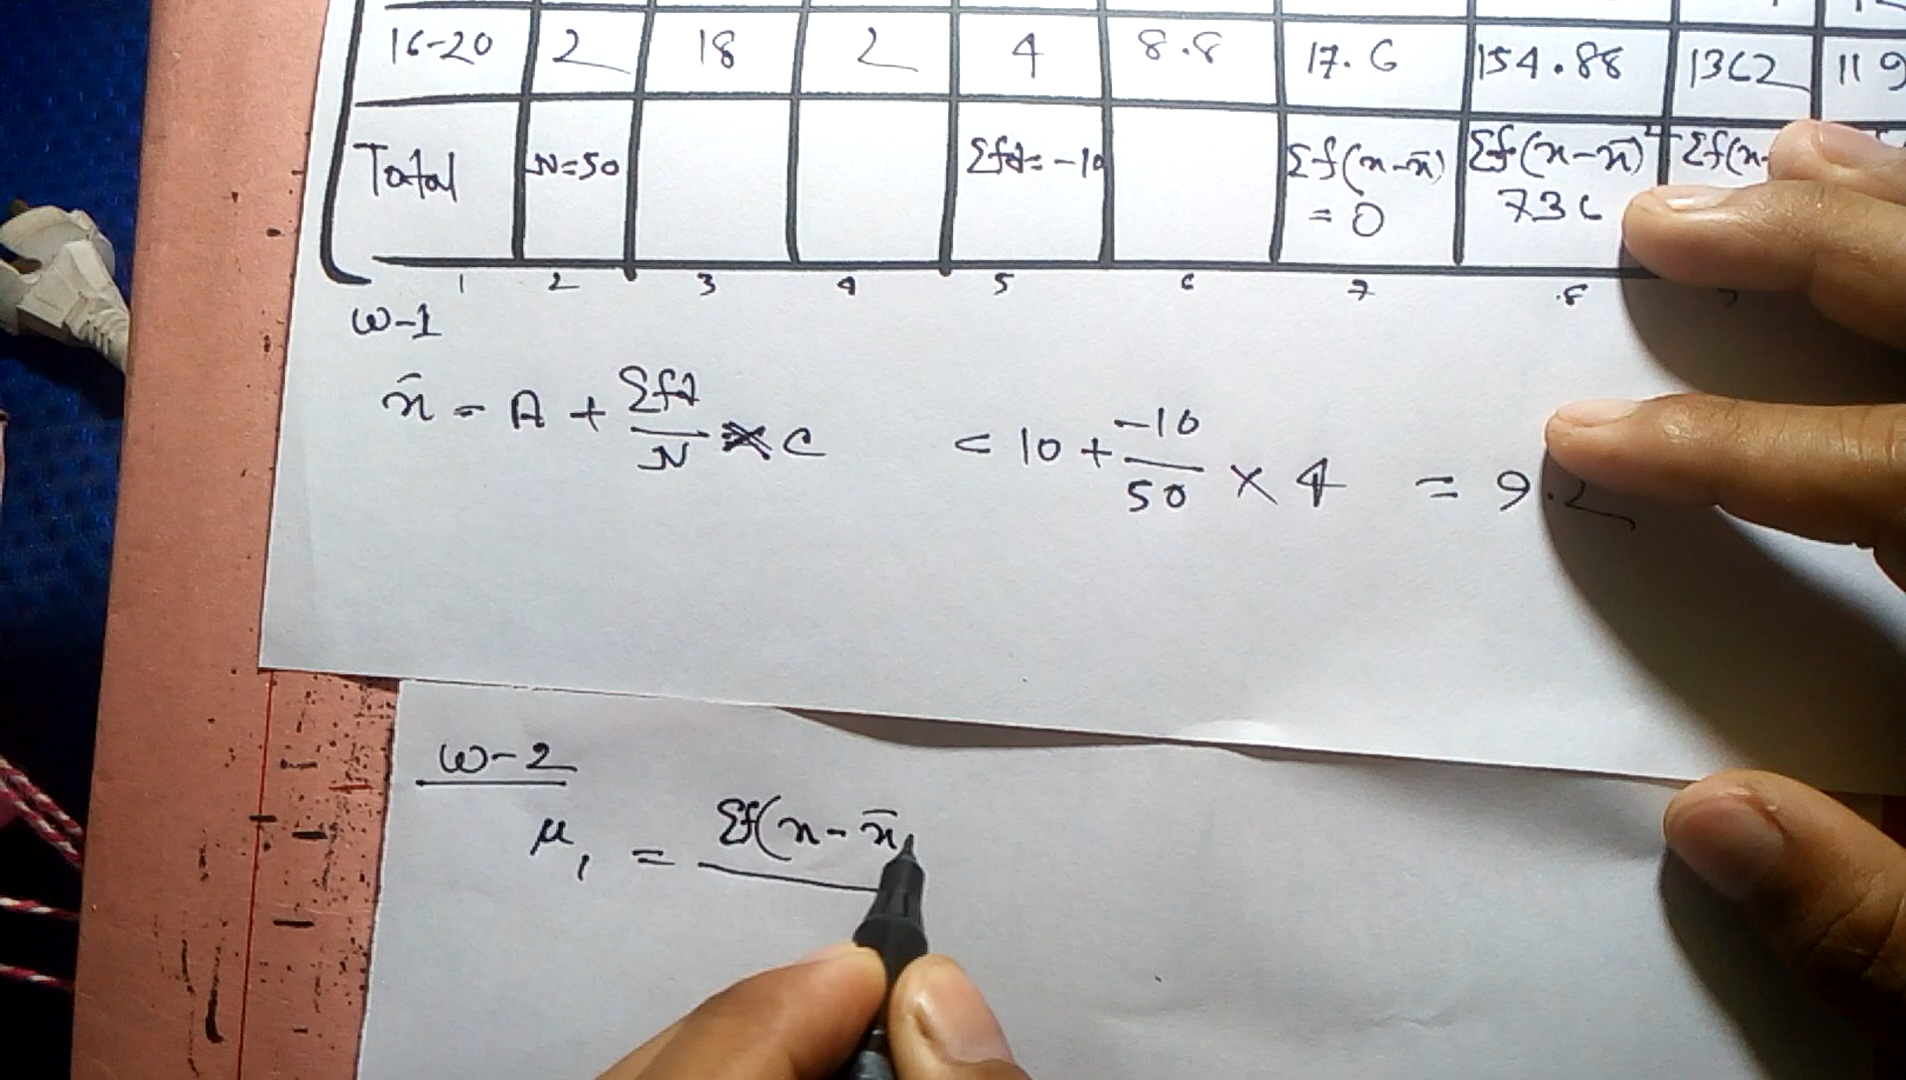 16-20 2 18 2 4 8.8 17.6 154.88 1362 119
Total N=50 Σfd=-10 Σf(x-x̄) = 0 Σf(x-x̄)² 736 Σf(x-
1 2 3 4 5 6 7 8
W-1
x̄ = A + Σfd/N × C = 10 + -10/50 × 4 = 9.2
W-2
μ₁ = Σf(x-x̄